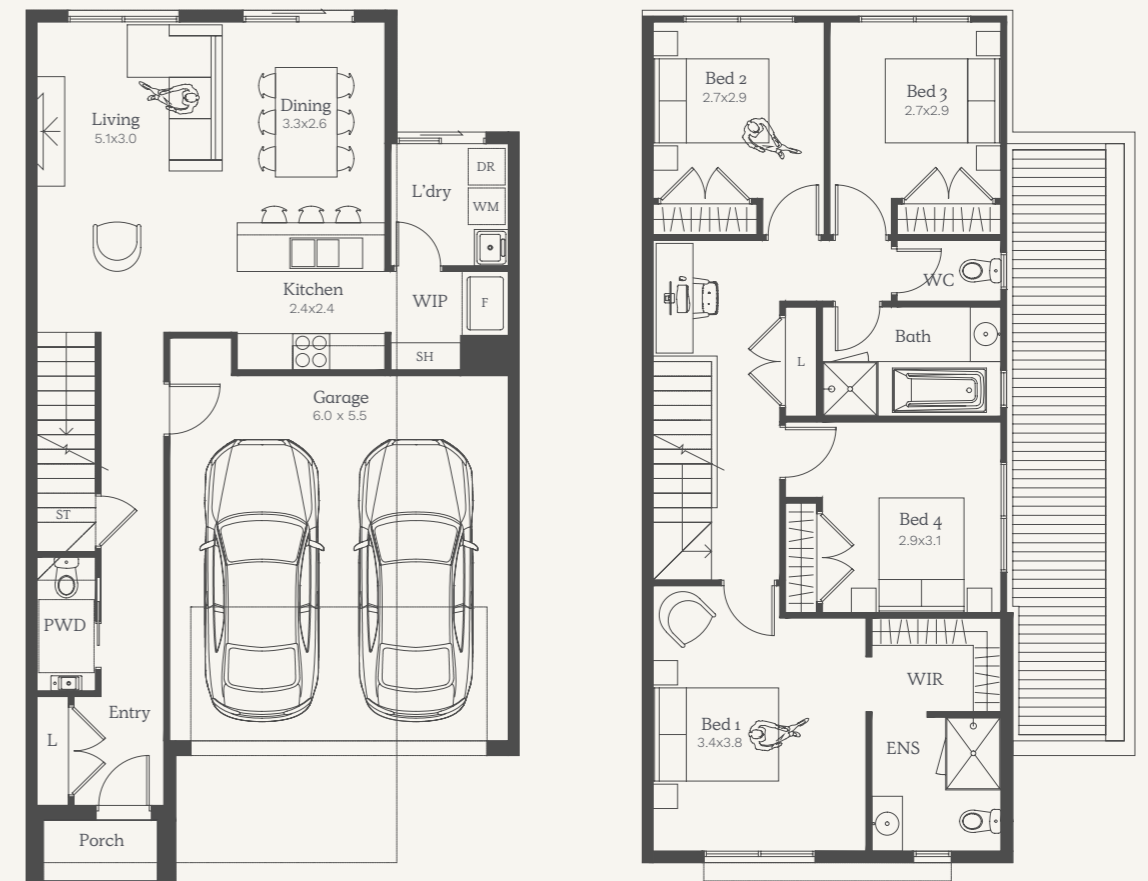 Living
5.1x3.0
Dining
3.3x2.6
L'dry
DR
WM
Kitchen
2.4x2.4
WIP
F
SH
Garage
6.0 x 5.5
ST
PWD
Entry
L
Porch
Bed 2
2.7x2.9
Bed 3
2.7x2.9
WC
Bath
L
Bed 4
2.9x3.1
WIR
Bed 1
3.4x3.8
ENS